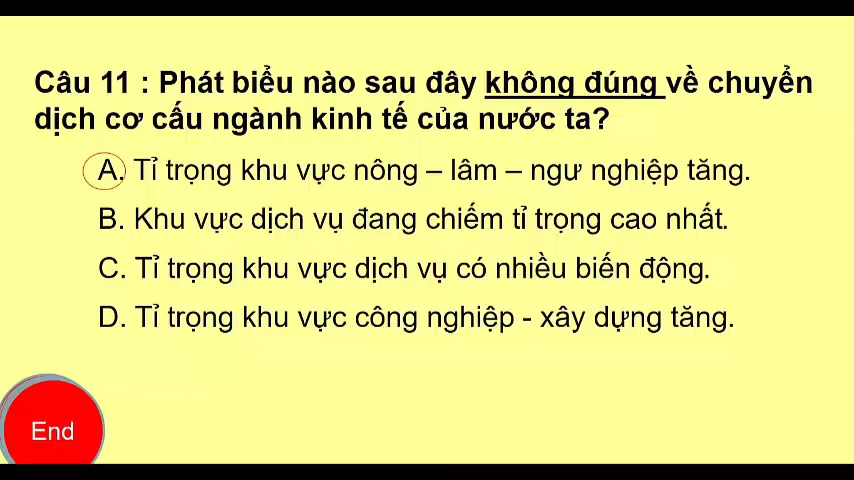 Câu 11 : Phát biểu nào sau đây không đúng về chuyển
dịch cơ cấu ngành kinh tế của nước ta?
A. Tỉ trọng khu vực nông – lâm – ngư nghiệp tăng.
B. Khu vực dịch vụ đang chiếm tỉ trọng cao nhất.
C. Tỉ trọng khu vực dịch vụ có nhiều biến động.
D. Tỉ trọng khu vực công nghiệp - xây dựng tăng.
End